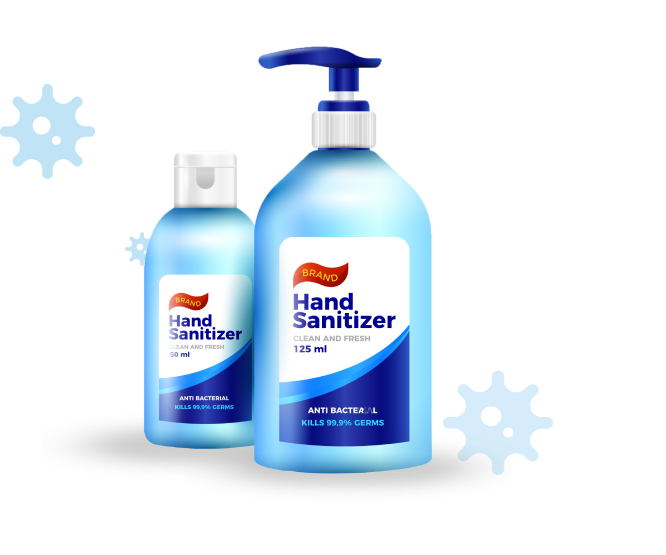 BRAND
Hand
Sanitizer
CLEAN AND FRESH
50 ml
ANTI BACTERIAL
KILLS 99,9% GERMS
BRAND
Hand
Sanitizer
CLEAN AND FRESH
125 ml
ANTI BACTERIAL
KILLS 99,9% GERMS